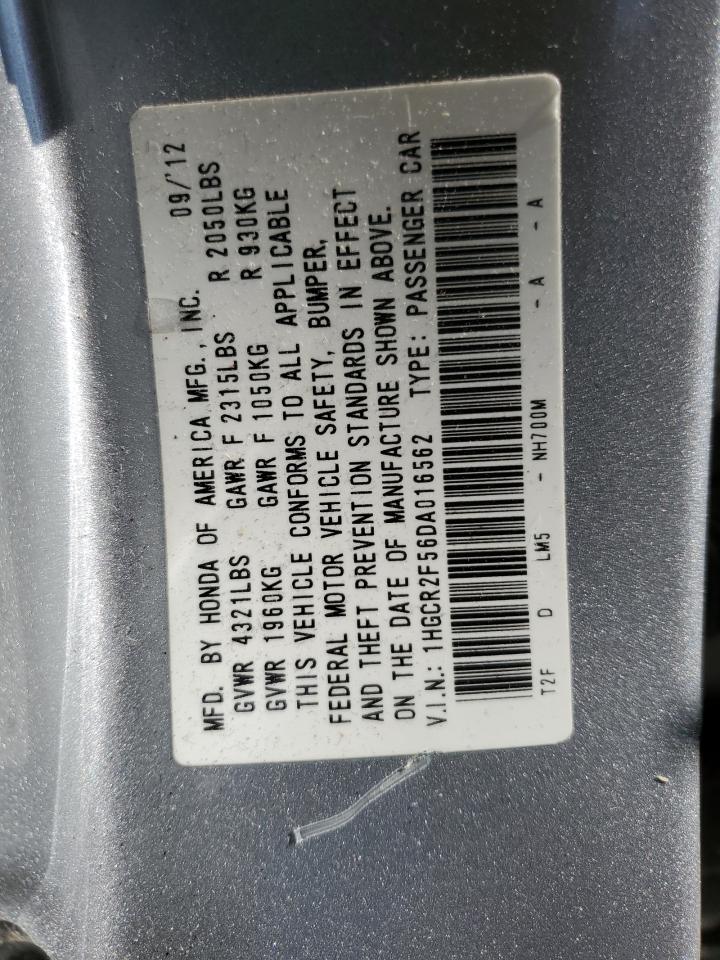 MFD. BY HONDA OF AMERICA MFG., INC. 09/'12
GVWR 4321LBS GAWR F 2315LBS R 2050LBS
GVWR 1960KG GAWR F 1050KG R 930KG
THIS VEHICLE CONFORMS TO ALL APPLICABLE
FEDERAL MOTOR VEHICLE SAFETY, BUMPER,
AND THEFT PREVENTION STANDARDS IN EFFECT
ON THE DATE OF MANUFACTURE SHOWN ABOVE.
V.I.N.: 1HGCR2F56DA016562 TYPE: PASSENGER CAR
T2F D LM5 - NH700M - A - A